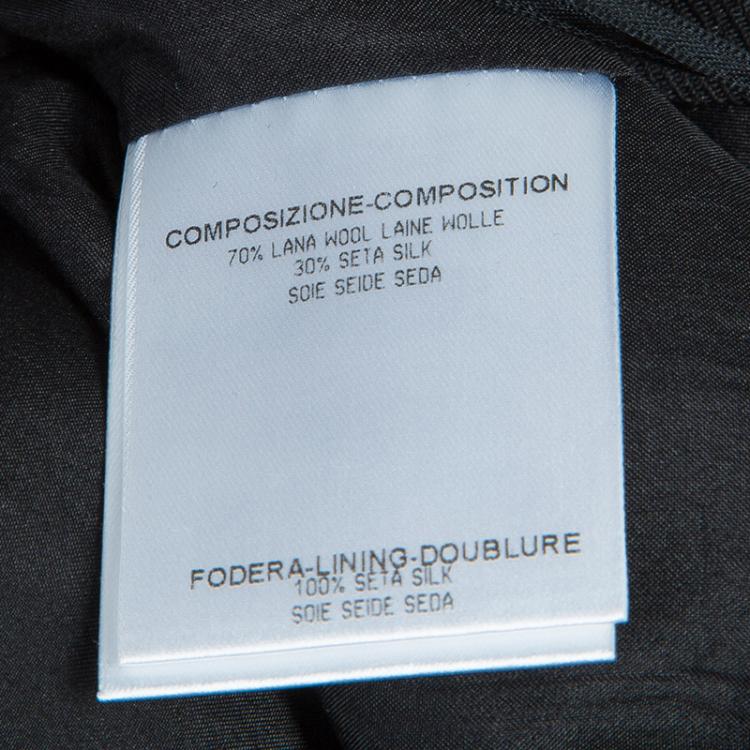 COMPOSIZIONE-COMPOSITION
70% LANA WOOL LAINE WOLLE
30% SETA SILK
SOIE SEIDE SEDA
FODERA-LINING-DOUBLURE
100% SETA SILK
SOIE SEIDE SEDA